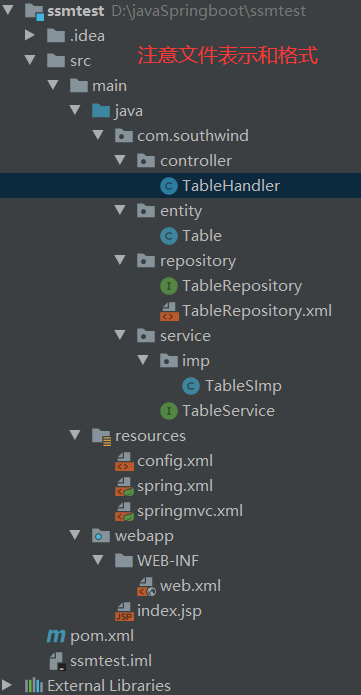 ssmtest D:\javaSpringboot\ssmtest
.idea
src
注意文件表示和格式
main
java
com.southwind
controller
TableHandler
entity
Table
repository
TableRepository
TableRepository.xml
service
imp
TableSImp
TableService
resources
config.xml
spring.xml
springmvc.xml
webapp
WEB-INF
web.xml
index.jsp
pom.xml
ssmtest.iml
External Libraries